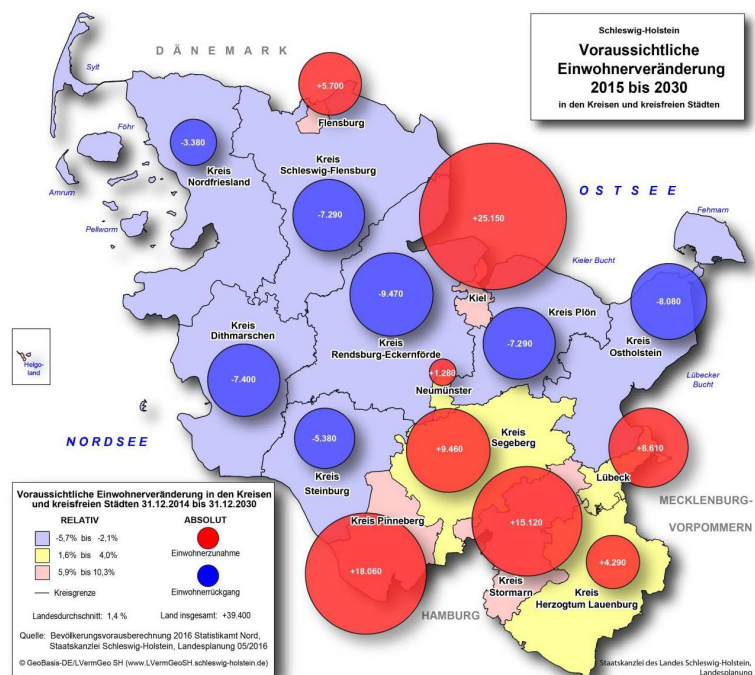 Schleswig-Holstein
Voraussichtliche
Einwohnerveränderung
2015 bis 2030
in den Kreisen und kreisfreien Städten
DÄNEMARK
Sylt
+5.700
Flensburg
Föhr
-3.380
Kreis
Nordfriesland
Kreis
Schleswig-Flensburg
Amrum
OSTSEE
-7.290
+25.150
Fehmarn
Pellworm
Kieler Bucht
-9.470
Kiel
-8.080
Kreis Plön
Kreis
Dithmarschen
Kreis
Rendsburg-Eckernförde
-7.290
Kreis
Ostholstein
Helgo-
land
-7.400
+1.280
Neumünster
Lübecker
Bucht
NORDSEE
-5.380
Kreis
Segeberg
+9.460
+8.610
Kreis
Steinburg
Lübeck
MECKLENBURG-
VORPOMMERN
Kreis Pinneberg
+15.120
+18.060
+4.290
Kreis
Stormarn
Kreis
Herzogtum Lauenburg
HAMBURG
Voraussichtliche Einwohnerveränderung in den Kreisen
und kreisfreien Städten 31.12.2014 bis 31.12.2030
RELATIV
ABSOLUT
-5,7% bis -2,1%
1,6% bis 4,0%
5,9% bis 10,3%
Einwohnerzunahme
Einwohnerrückgang
Kreisgrenze
Landesdurchschnitt: 1,4 %
Land insgesamt: +39.400
Quelle: Bevölkerungsvorausberechnung 2016 Statistikamt Nord,
Staatskanzlei Schleswig-Holstein, Landesplanung 05/2016
© GeoBasis-DE/LVermGeo SH (www.LVermGeoSH.schleswig-holstein.de)
Staatskanzlei des Landes Schleswig-Holstein,
Landesplanung